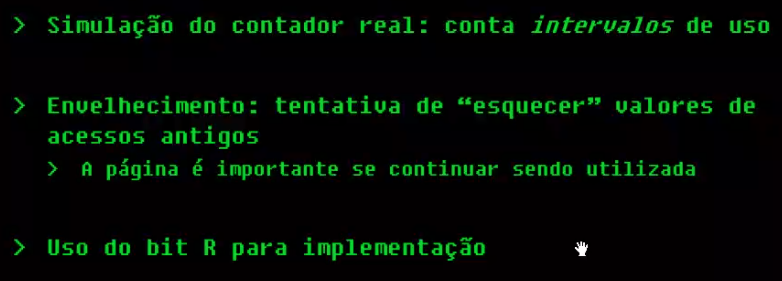 > Simulação do contador real: conta intervalos de uso
> Envelhecimento: tentativa de “esquecer” valores de
acessos antigos
> A página é importante se continuar sendo utilizada
> Uso do bit R para implementação